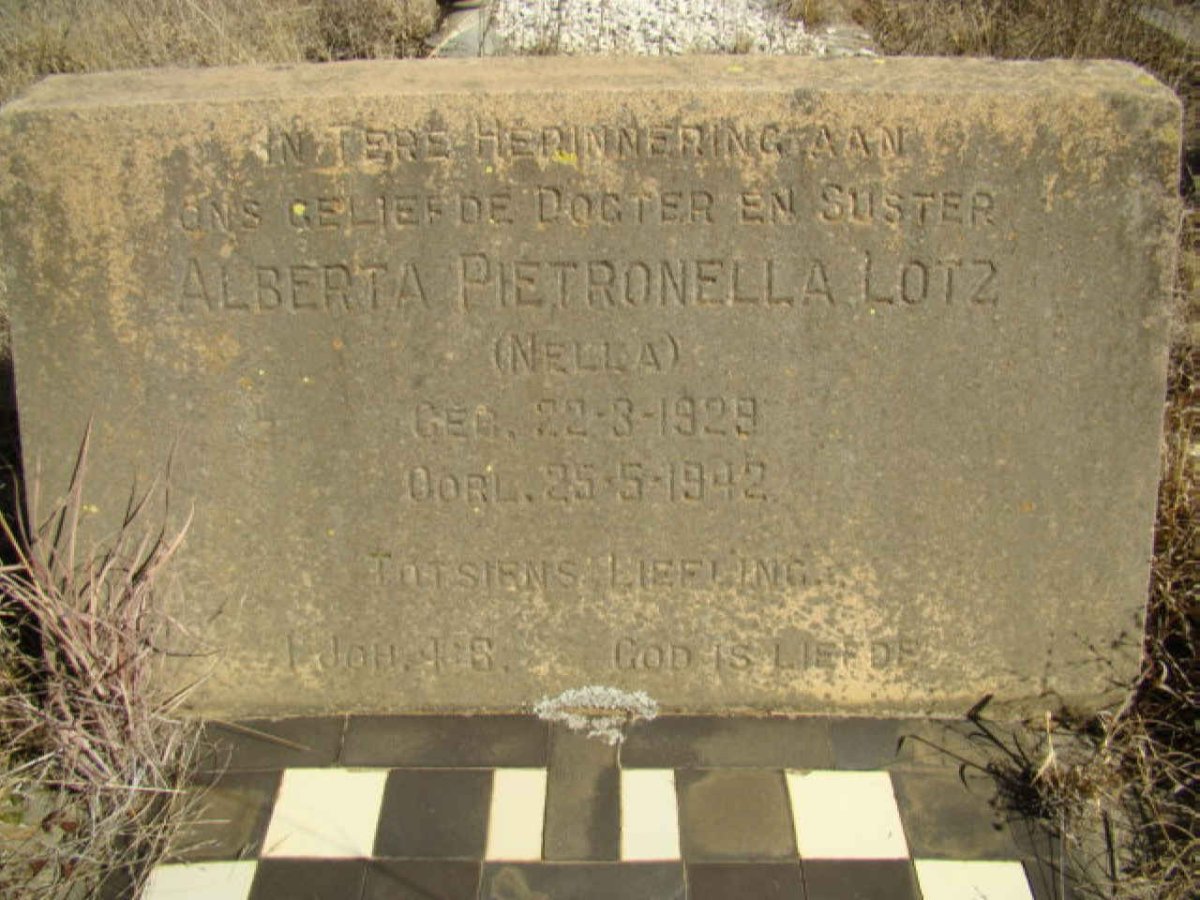 IN TERE HERINNERING AAN
ONS GELIEFDE DOGTER EN SUSTER
ALBERTA PIETRONELLA LOTZ
(NELLA)
GEB. 22-3-1929
OORL. 25-5-1942
TOTSIENS LIEFLING.
1 JOH. 4:8. GOD IS LIEFDE